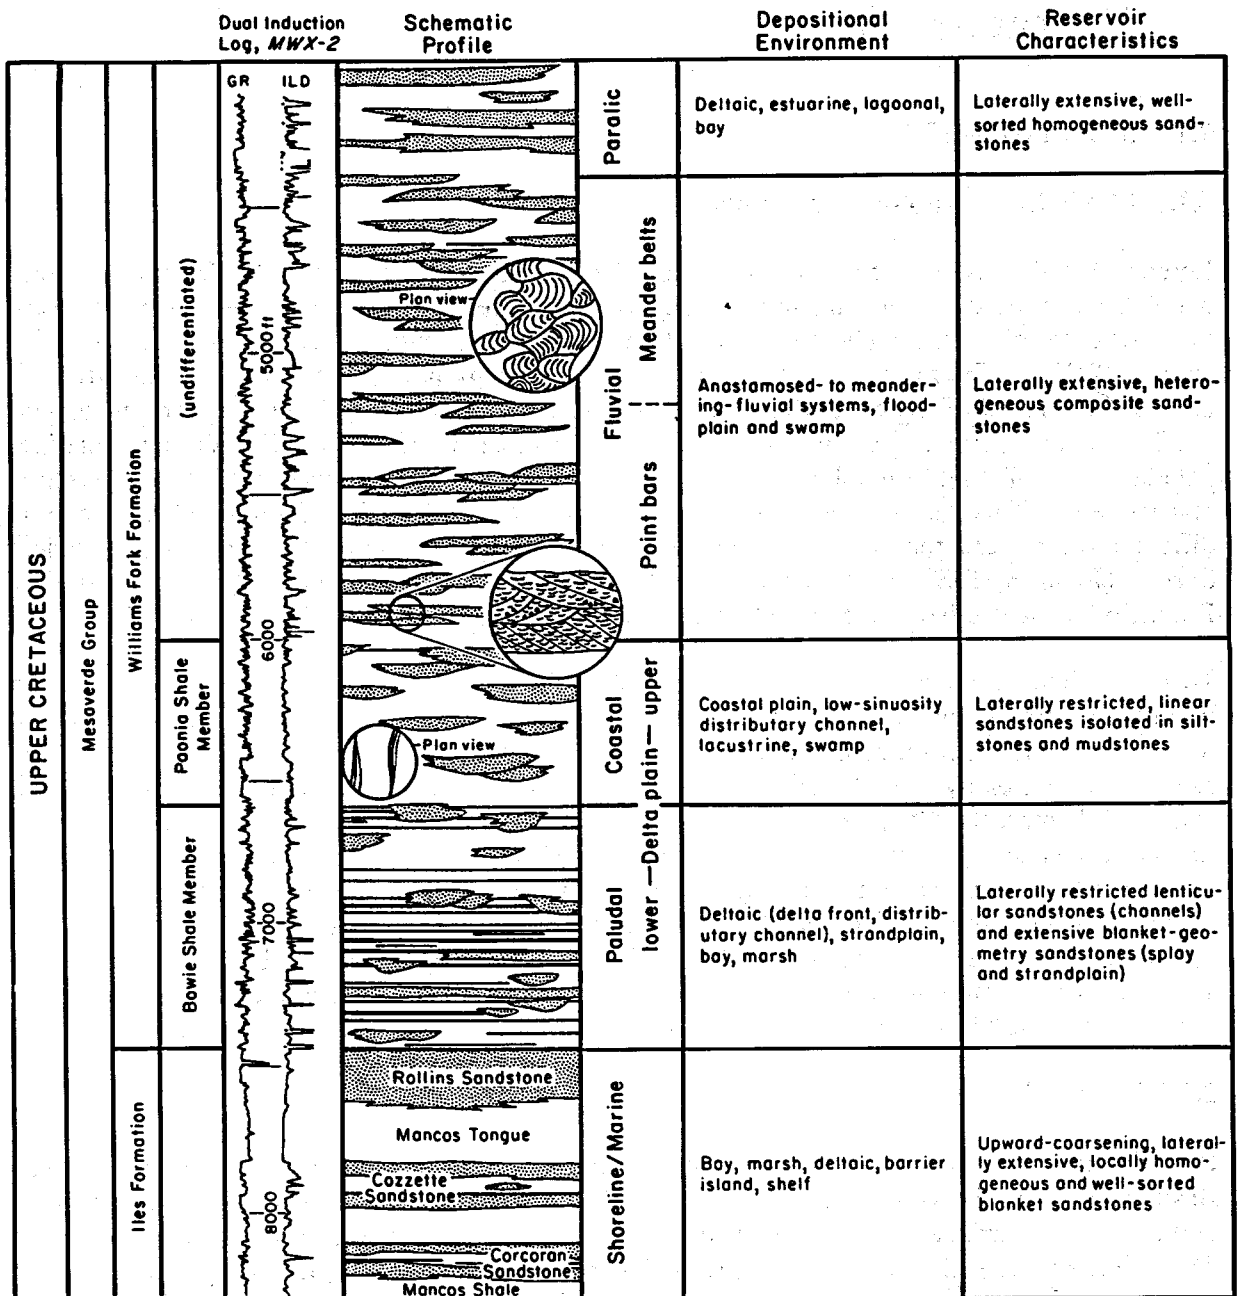 Dual Induction
Log, MWX-2
Schematic
Profile
Depositional
Environment
Reservoir
Characteristics
GR
ILD
UPPER CRETACEOUS
Mesaverde Group
Williams Fork Formation
Iles Formation
(undifferentiated)
Paonia Shale
Member
Bowie Shale Member
5000 ft
6000
7000
8000
Plan view
Plan view
Rollins Sandstone
Mancos Tongue
Cozzette
Sandstone
Corcoran
Sandstone
Mancos Shale
Paralic
Deltaic, estuarine, lagoonal,
bay
Laterally extensive, well-
sorted homogeneous sand-
stones
Fluvial
Meander belts
Point bars
Anastamosed- to meander-
ing-fluvial systems, flood-
plain and swamp
Laterally extensive, hetero-
geneous composite sand-
stones
Coastal
lower — Delta plain — upper
Coastal plain, low-sinuosity
distributary channel,
lacustrine, swamp
Laterally restricted, linear
sandstones isolated in silt-
stones and mudstones
Paludal
Deltaic (delta front, distrib-
utary channel), strandplain,
bay, marsh
Laterally restricted lenticu-
lar sandstones (channels)
and extensive blanket-geo-
metry sandstones (splay
and strandplain)
Shoreline/Marine
Bay, marsh, deltaic, barrier
island, shelf
Upward-coarsening, lateral-
ly extensive, locally homo-
geneous and well-sorted
blanket sandstones